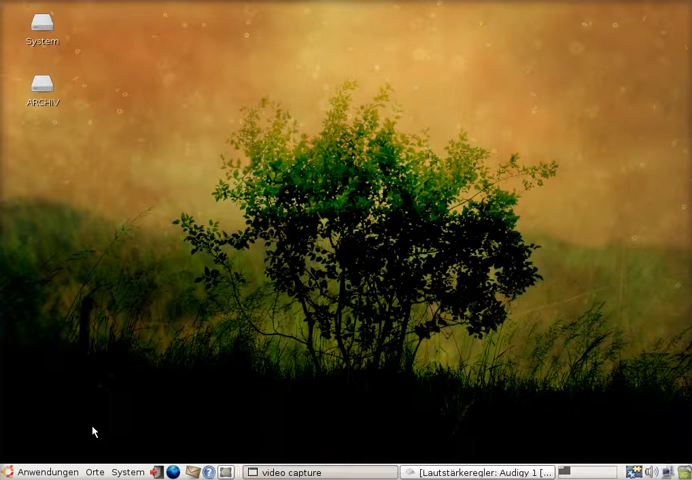 System
ARCHIV
Anwendungen Orte System video capture [Lautstärkeregler: Audigy 1 [...